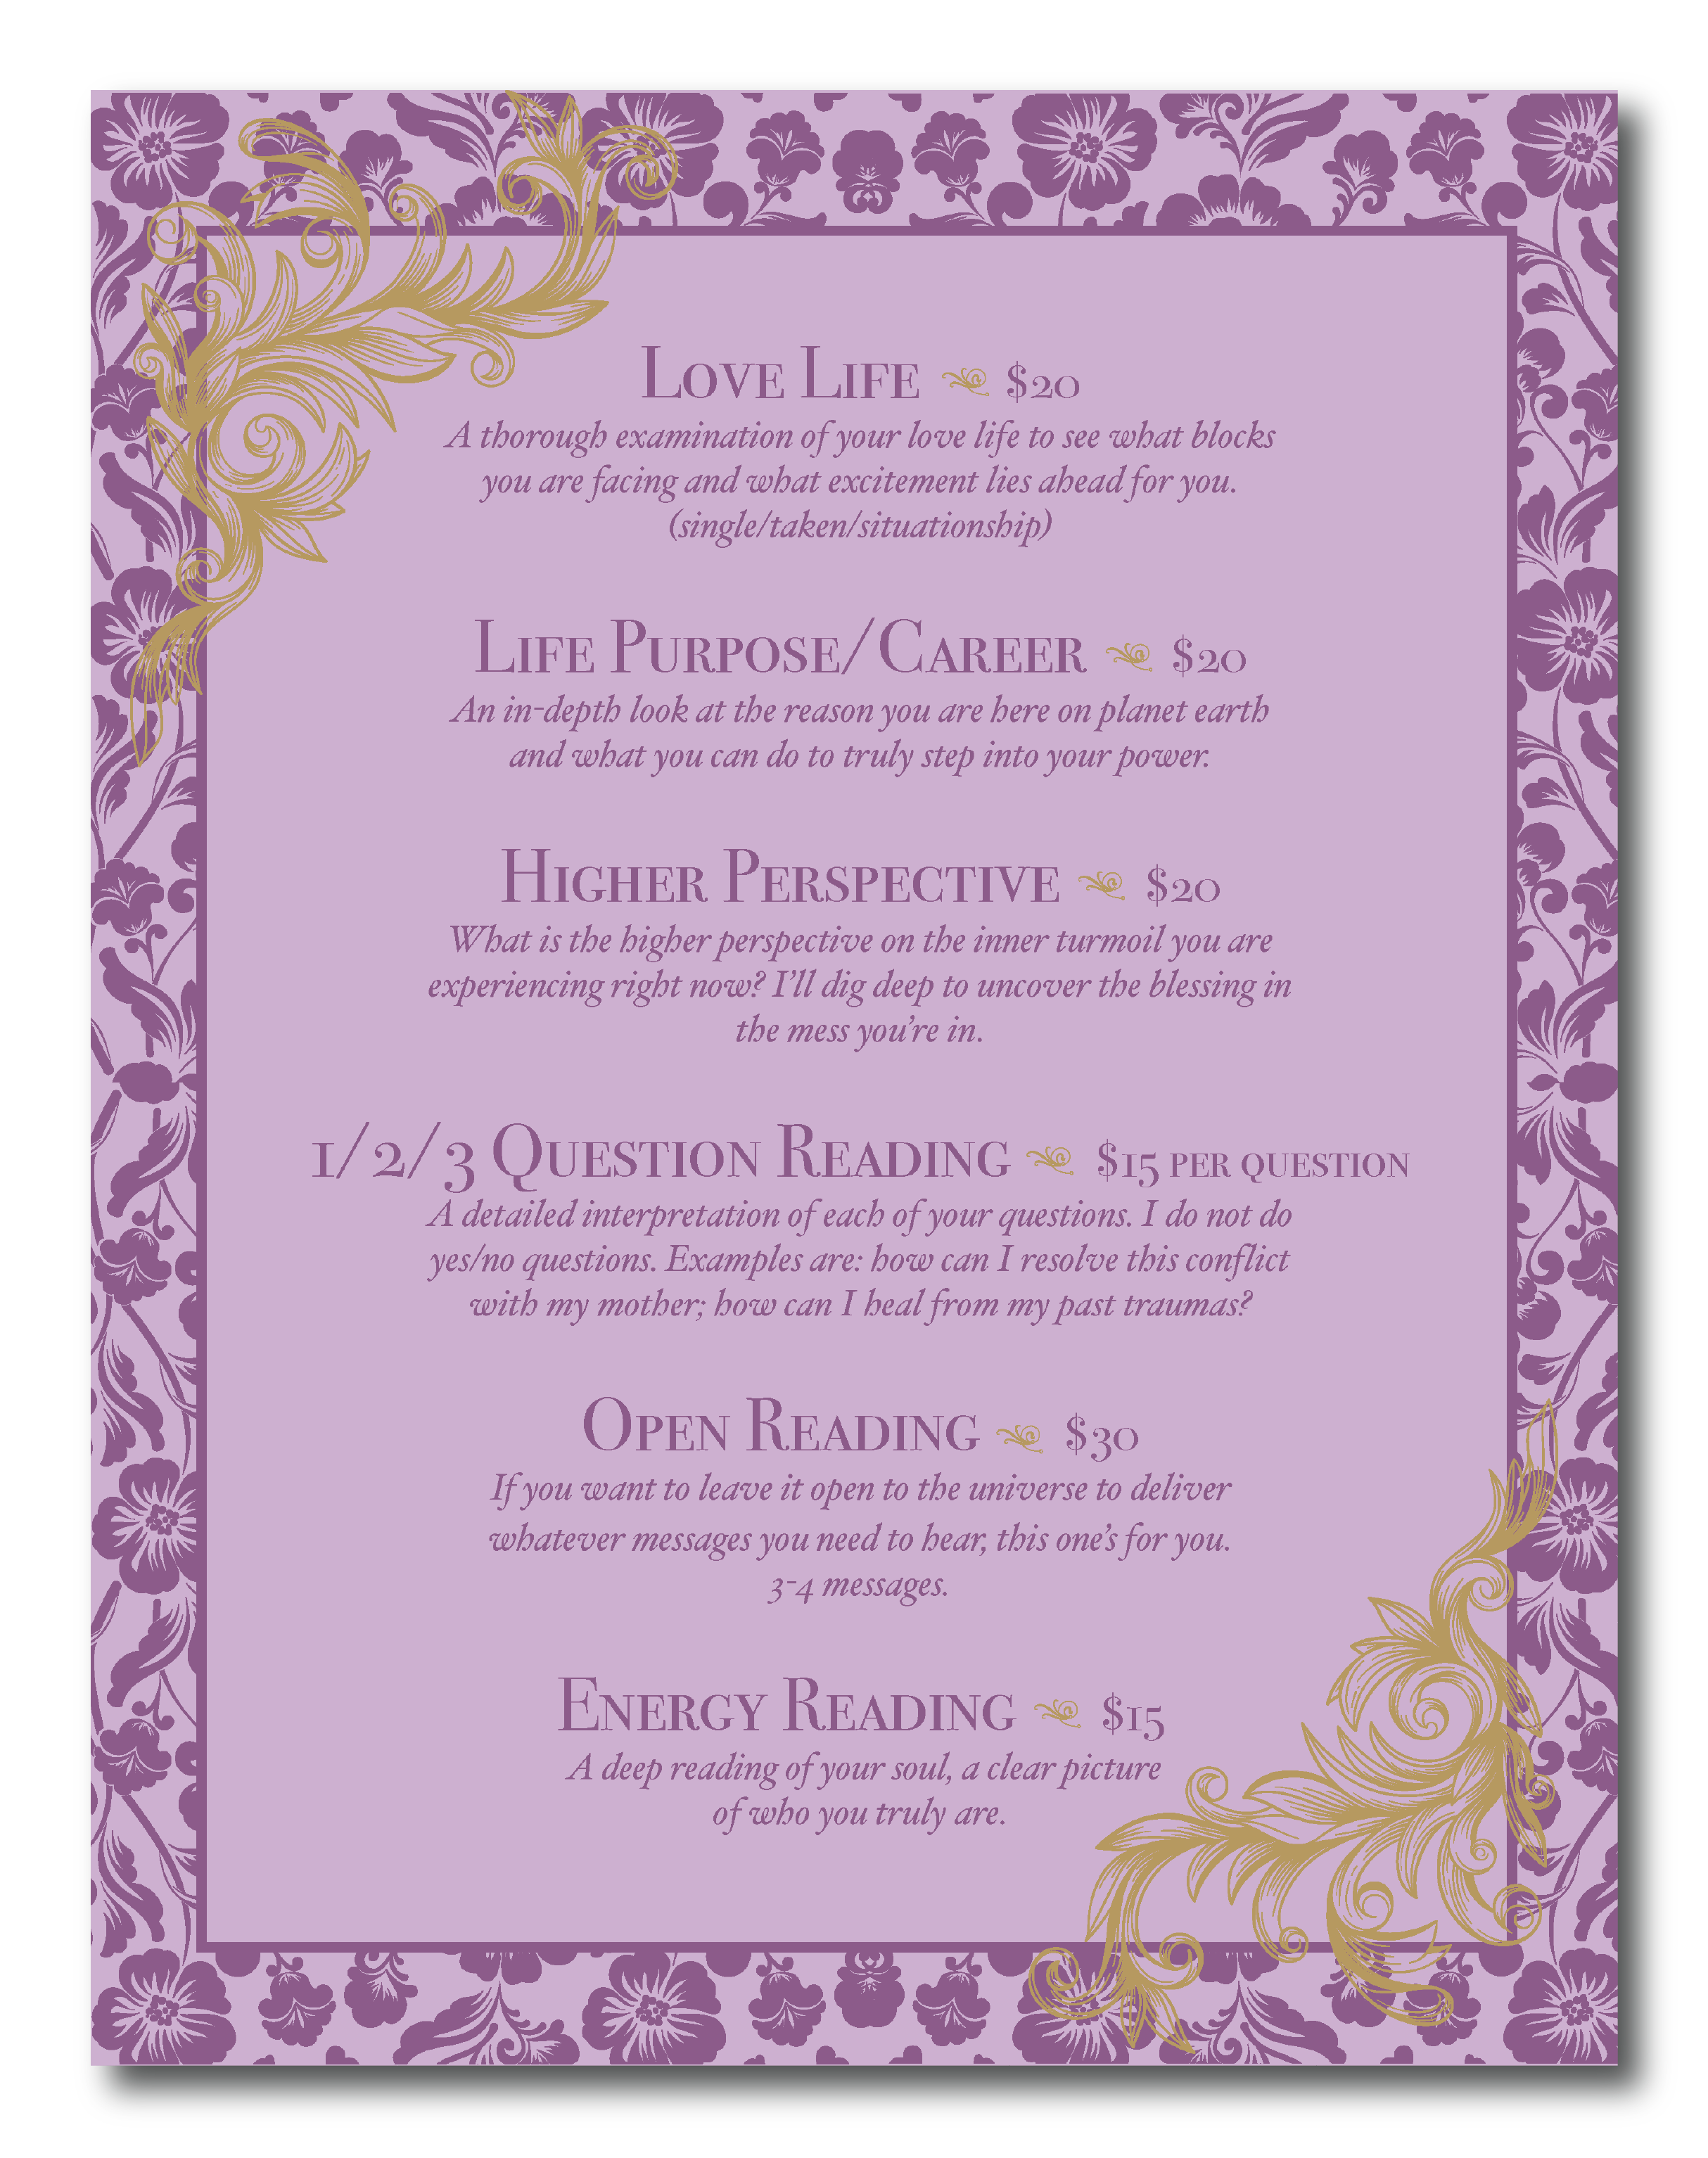 Love Life $20
A thorough examination of your love life to see what blocks
you are facing and what excitement lies ahead for you.
(single/taken/situationship)
Life Purpose/Career $20
An in-depth look at the reason you are here on planet earth
and what you can do to truly step into your power.
Higher Perspective $20
What is the higher perspective on the inner turmoil you are
experiencing right now? I'll dig deep to uncover the blessing in
the mess you're in.
1/2/3 Question Reading $15 per question
A detailed interpretation of each of your questions. I do not do
yes/no questions. Examples are: how can I resolve this conflict
with my mother; how can I heal from my past traumas?
Open Reading $30
If you want to leave it open to the universe to deliver
whatever messages you need to hear, this one's for you.
3-4 messages.
Energy Reading $15
A deep reading of your soul, a clear picture
of who you truly are.